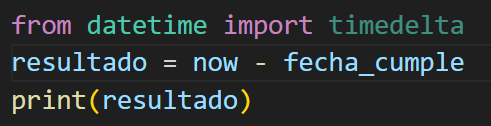 from datetime import timedelta
resultado = now - fecha_cumple
print(resultado)